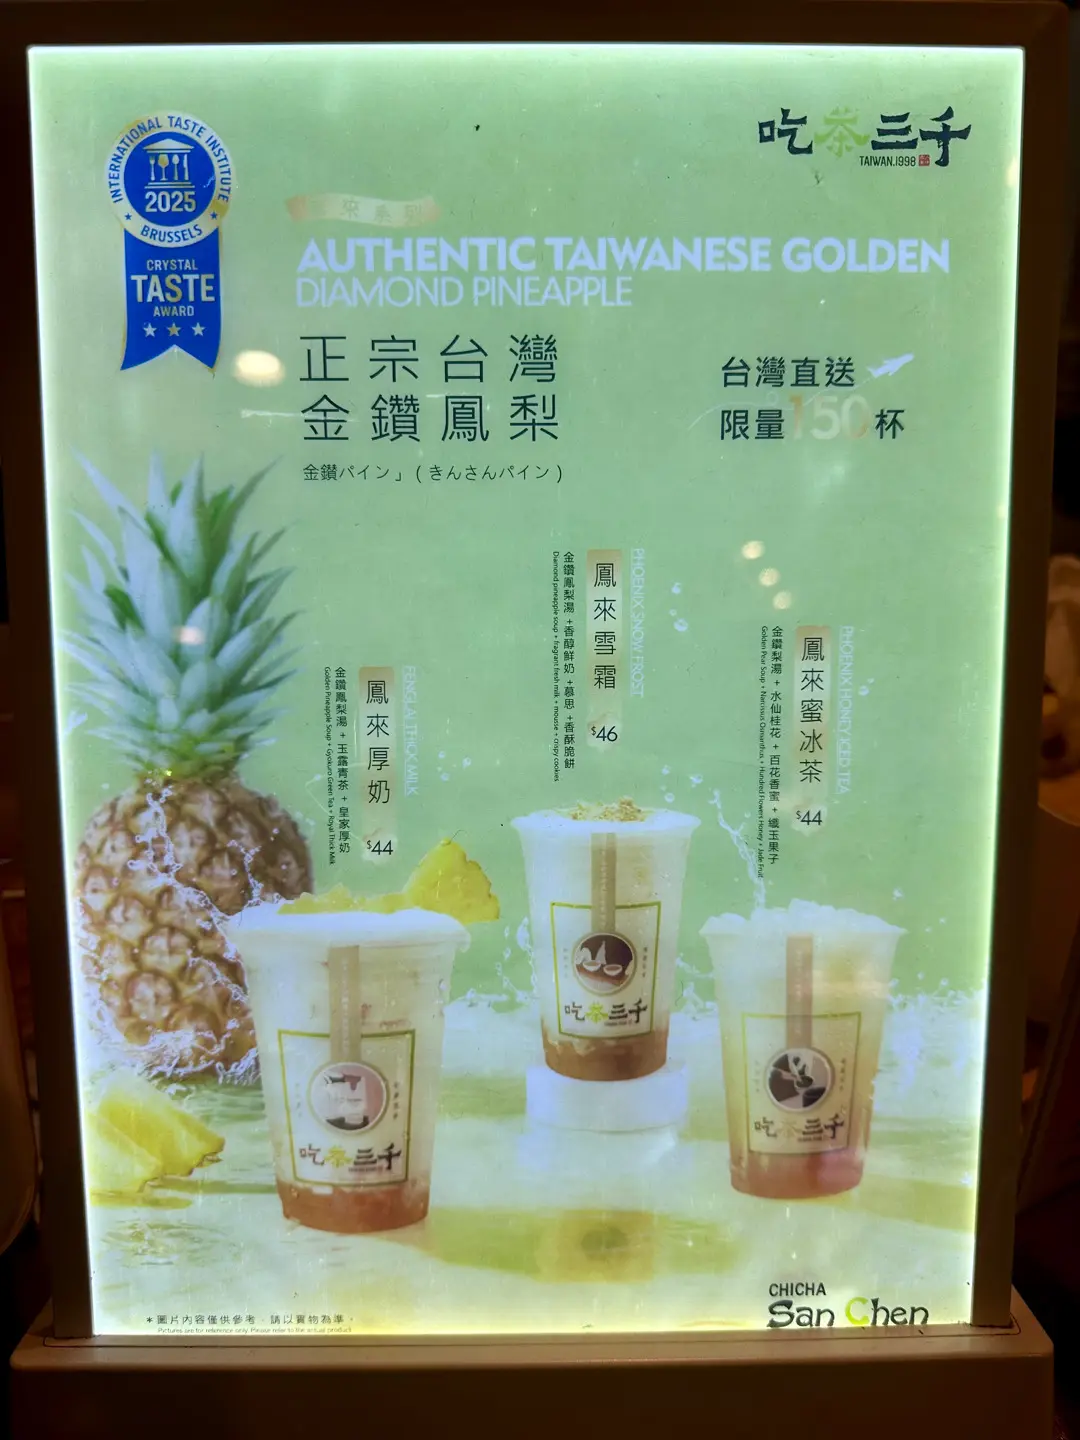 INTERNATIONAL TASTE INSTITUTE
2025
BRUSSELS
CRYSTAL
TASTE
AWARD
吃茶三千
TAIWAN.1998
來系列
AUTHENTIC TAIWANESE GOLDEN
DIAMOND PINEAPPLE
正宗台灣
金鑽鳳梨
金鑚パイン」(きんさんパイン)
台灣直送
限量150杯
FENGLAI THICK MILK
鳳來厚奶
$44
金鑽鳳梨湯 + 玉露青茶 + 皇家厚奶
Golden Pineapple Soup + Gyokuro Green Tea + Royal Thick Milk
PHOENIX SNOW FROST
鳳來雪霜
$46
金鑽鳳梨湯 + 香醇鮮奶 + 慕思 + 香酥脆餅
Diamond pineapple soup + fragrant fresh milk + mousse + crispy cookies
PHOENIX HONEY ICED TEA
鳳來蜜冰茶
$44
金鑽梨湯 + 水仙桂花 + 百花香蜜 + 纖玉果子
Golden Pear Soup + Narcissus Osmanthus + Hundred Flowers Honey + Jade Fruit
吃茶三千
吃茶三千
吃茶三千
*圖片內容僅供參考,請以實物為準。
Pictures are for reference only. Please refer to the actual product
CHICHA
San Chen